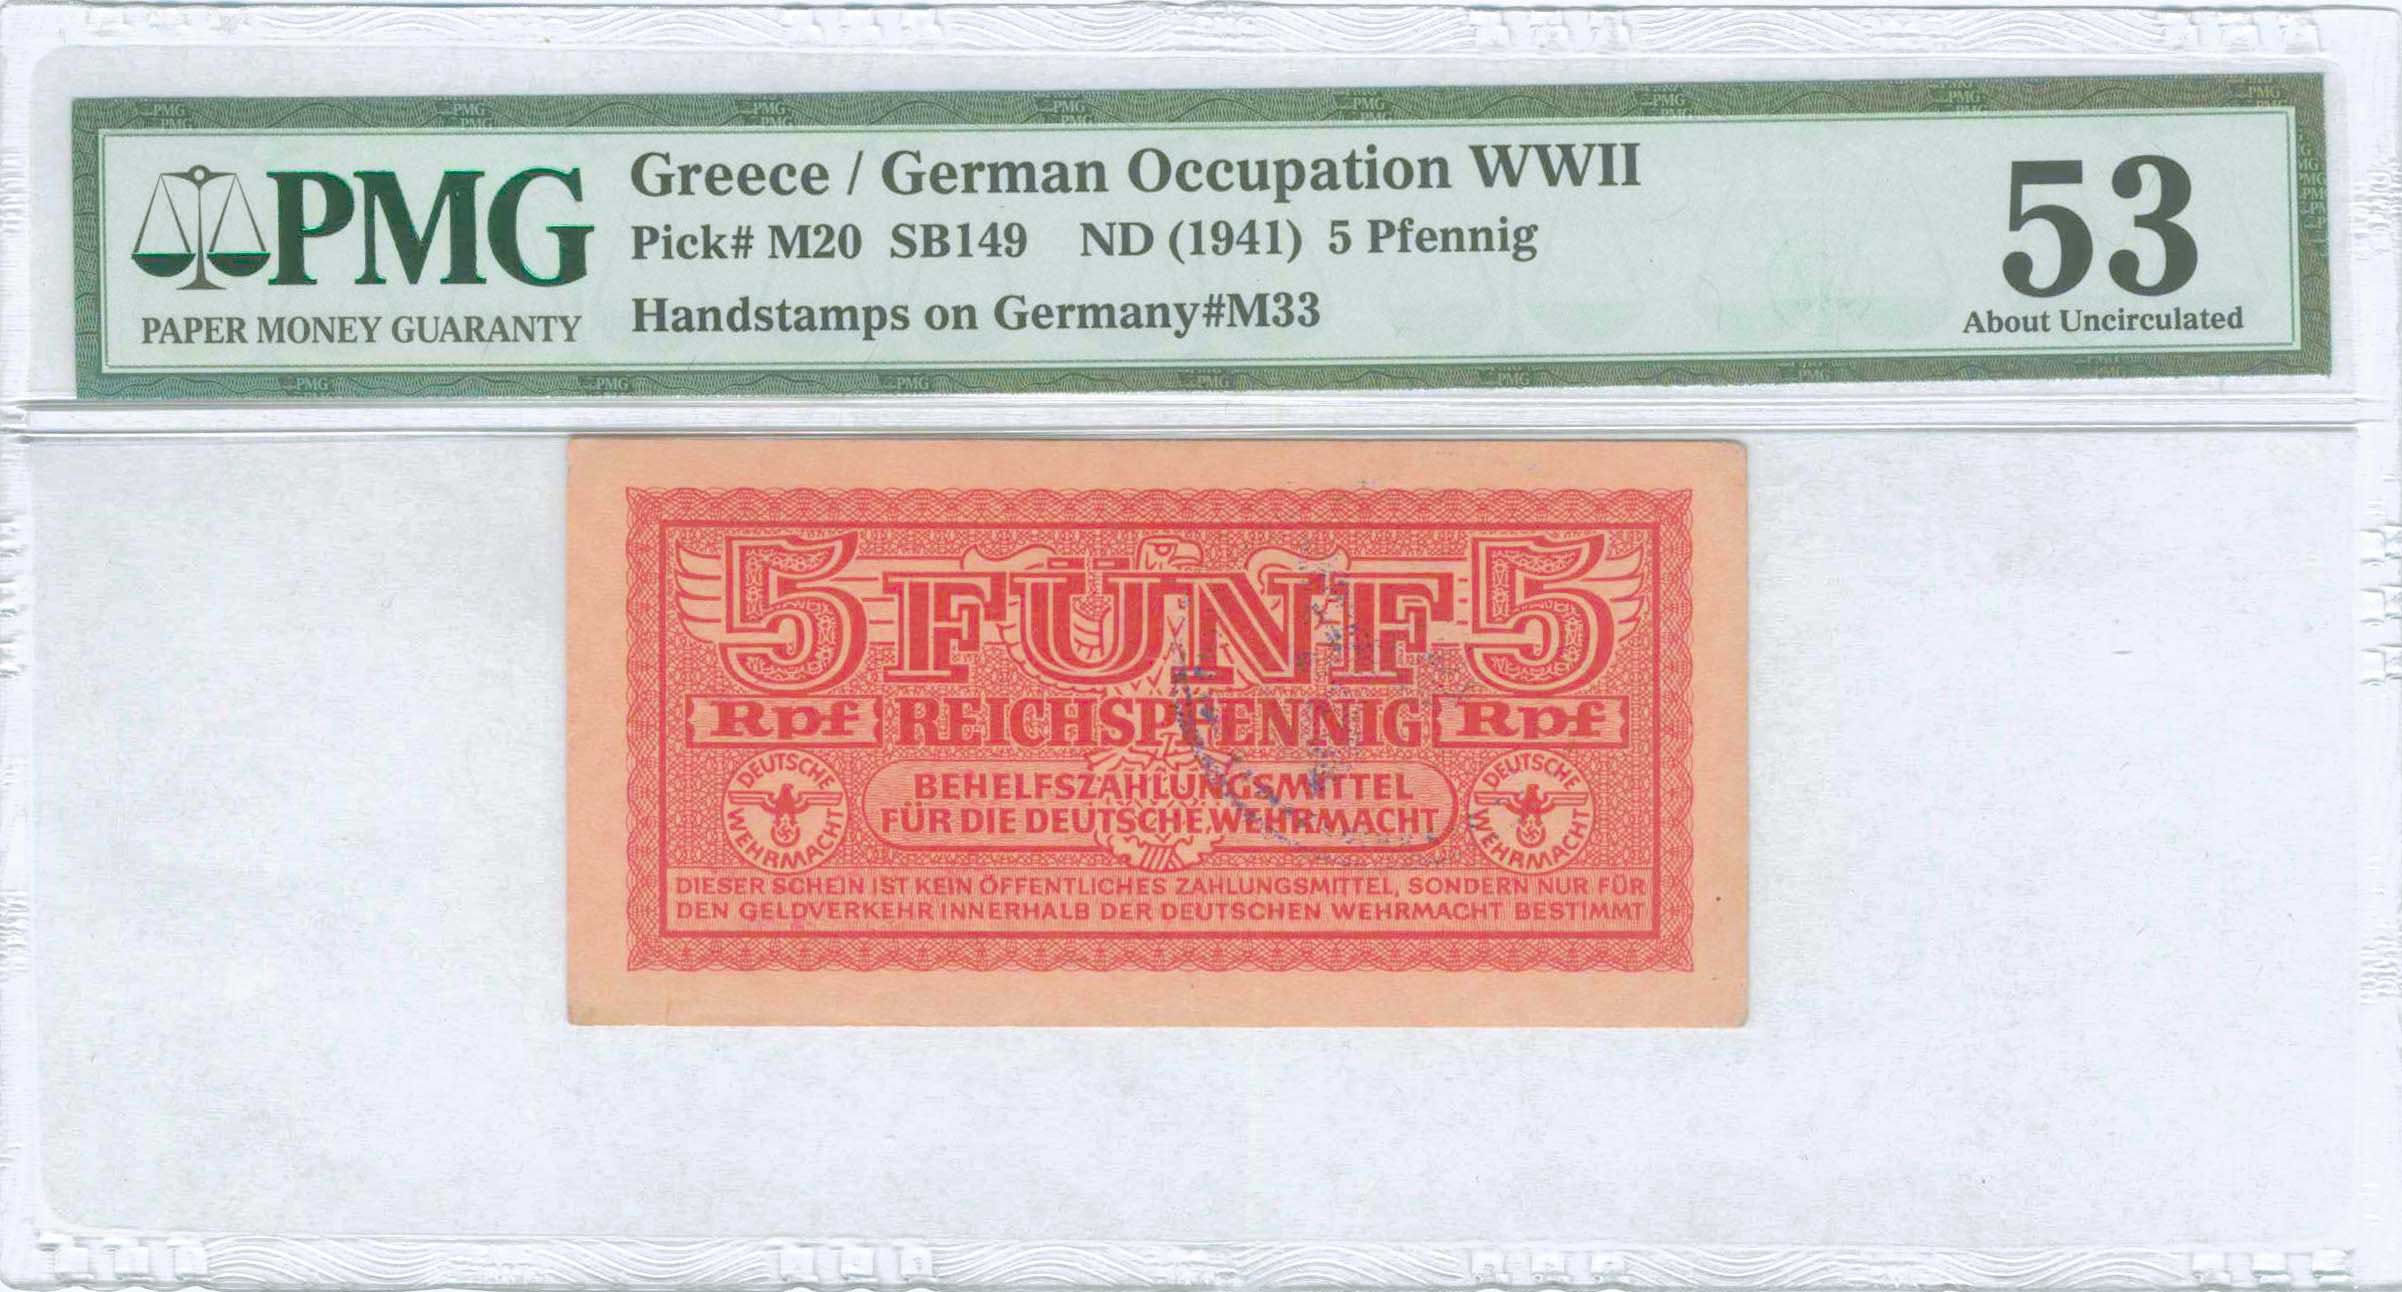 PMG
PAPER MONEY GUARANTY
Greece / German Occupation WWII
Pick# M20 SB149 ND (1941) 5 Pfennig
Handstamps on Germany#M33
53
About Uncirculated
5 FÜNF 5
Rpf REICHSPFENNIG Rpf
DEUTSCHE WEHRMACHT
BEHELFSZAHLUNGSMITTEL
FÜR DIE DEUTSCHE WEHRMACHT
DEUTSCHE WEHRMACHT
DIESER SCHEIN IST KEIN ÖFFENTLICHES ZAHLUNGSMITTEL, SONDERN NUR FÜR
DEN GELDVERKEHR INNERHALB DER DEUTSCHEN WEHRMACHT BESTIMMT